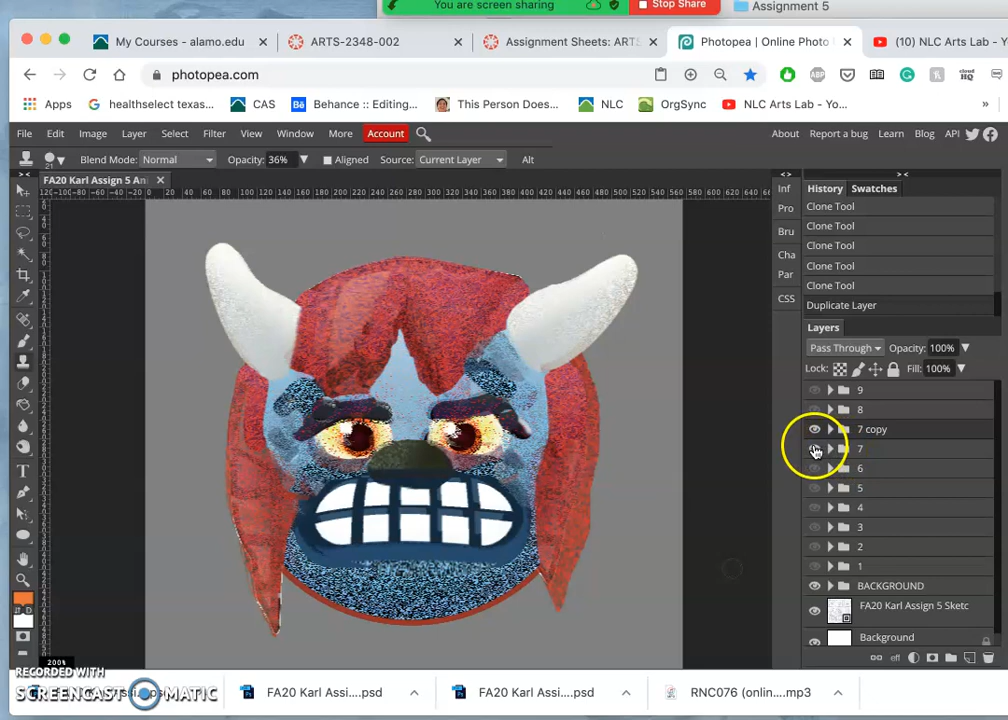 You are screen sharing
Stop Share
Assignment 5
My Courses - alamo.edu
ARTS-2348-002
Assignment Sheets: ARTS
Photopea | Online Photo
(10) NLC Arts Lab - Yo
photopea.com
Apps
healthselect texas...
CAS
Behance :: Editing...
This Person Does...
NLC
OrgSync
NLC Arts Lab - Yo...
»
File Edit Image Layer Select Filter View Window More Account
About Report a bug Learn Blog API
21 Blend Mode: Normal Opacity: 36% Aligned Source: Current Layer Alt
FA20 Karl Assign 5 Ani
Inf
Pro
Bru
Cha
Par
CSS
History Swatches
Clone Tool
Clone Tool
Clone Tool
Clone Tool
Clone Tool
Duplicate Layer
Layers
Pass Through Opacity: 100%
Lock: Fill: 100%
9
8
7 copy
7
6
5
4
3
2
1
BACKGROUND
FA20 Karl Assign 5 Sketc
Background
200%
RECORDED WITH
SCREENCAST MATIC
FA20 Karl Assi....psd
FA20 Karl Assi....psd
RNC076 (onlin....mp3